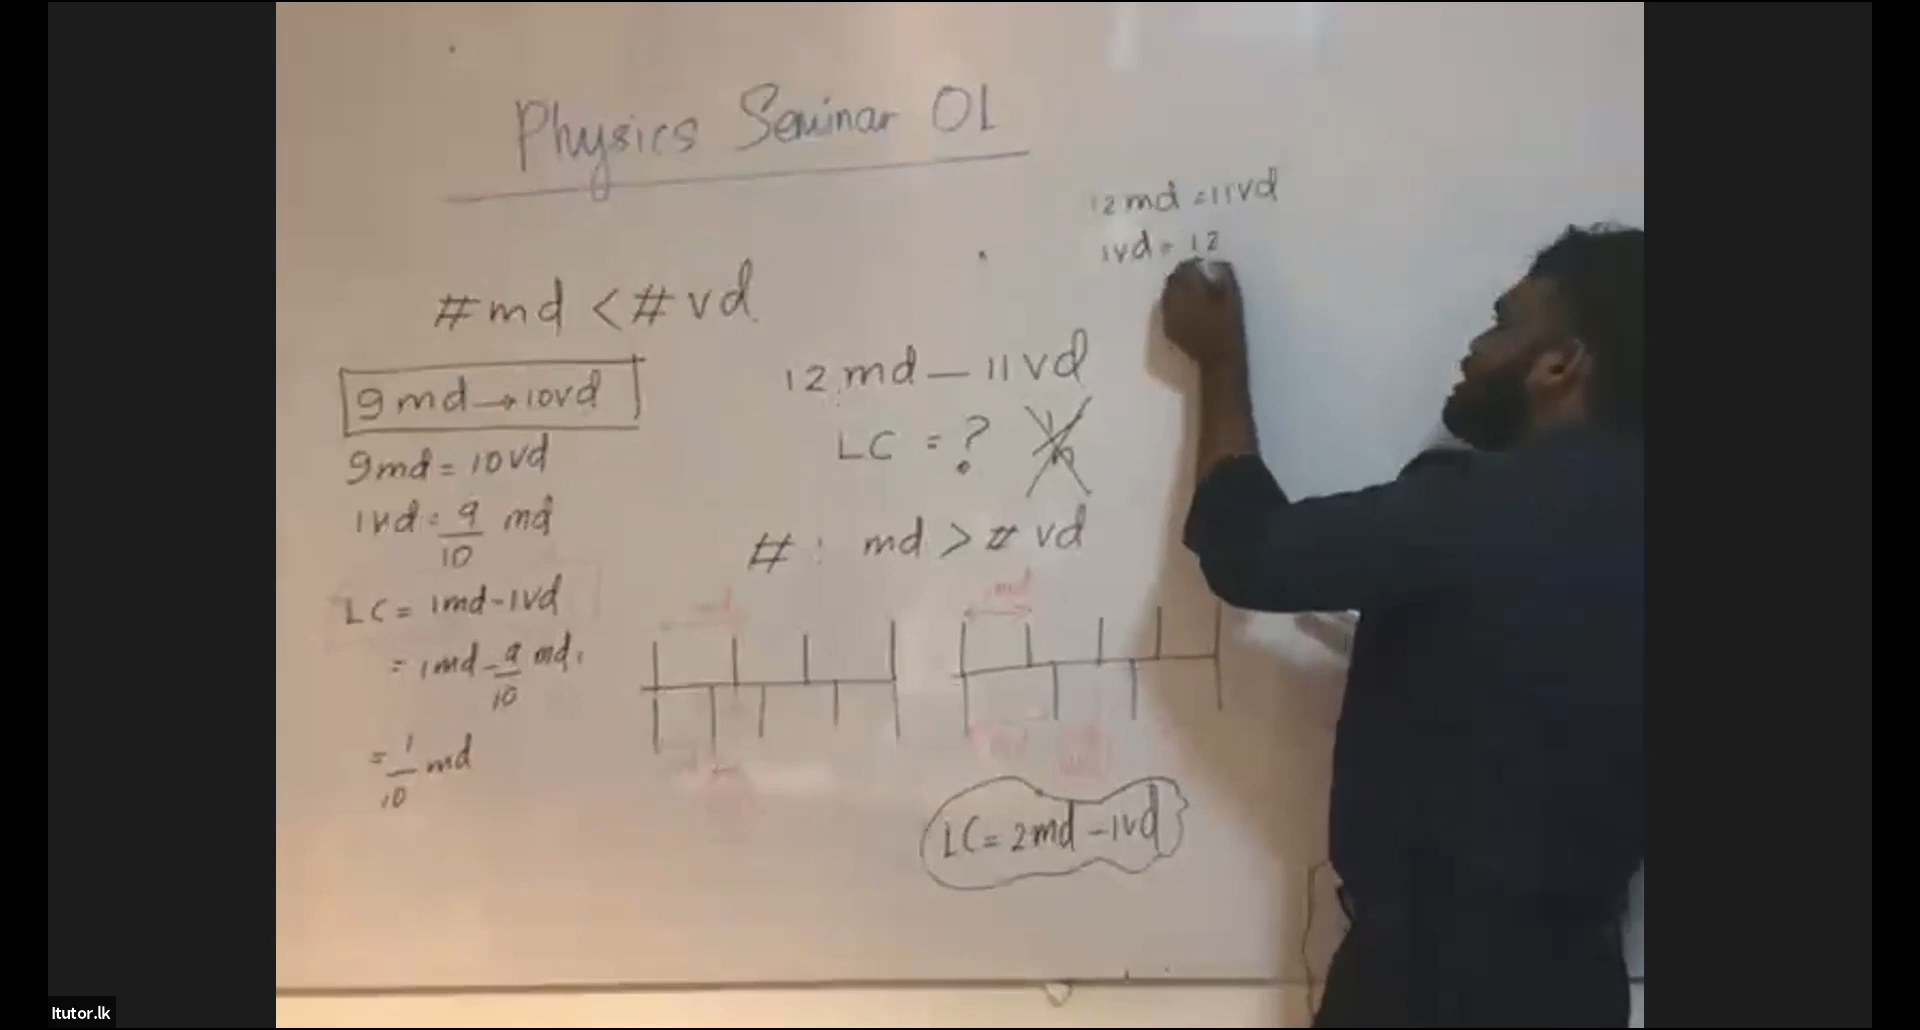 Physics Seminar 01
#md < #vd
9md → 10vd
9md = 10vd
1vd = 9/10 md
LC = 1md - 1vd
= 1md - 9/10 md
= 1/10 md
12md = 11vd
1vd = 12
12md — 11vd
LC = ?
# : md > # vd
md
LC = 2md - 1vd
Itutor.lk